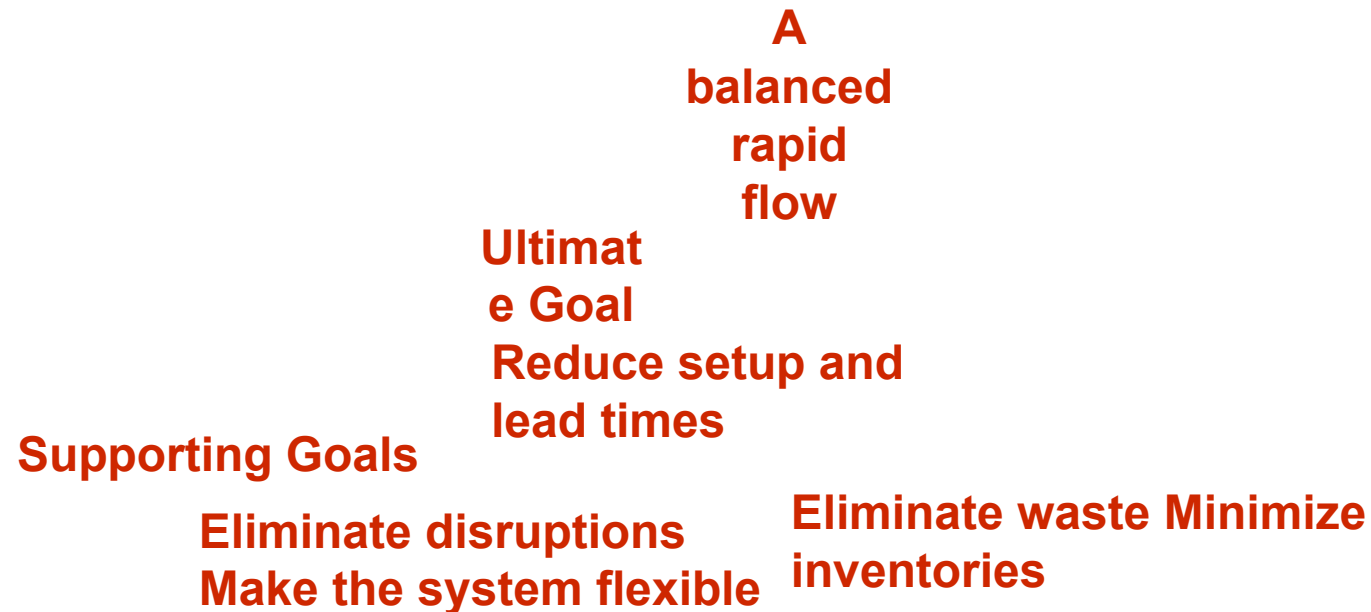 A
balanced
rapid
flow
Ultimat
e Goal
Reduce setup and
lead times
Supporting Goals
Eliminate disruptions
Make the system flexible
Eliminate waste Minimize
inventories